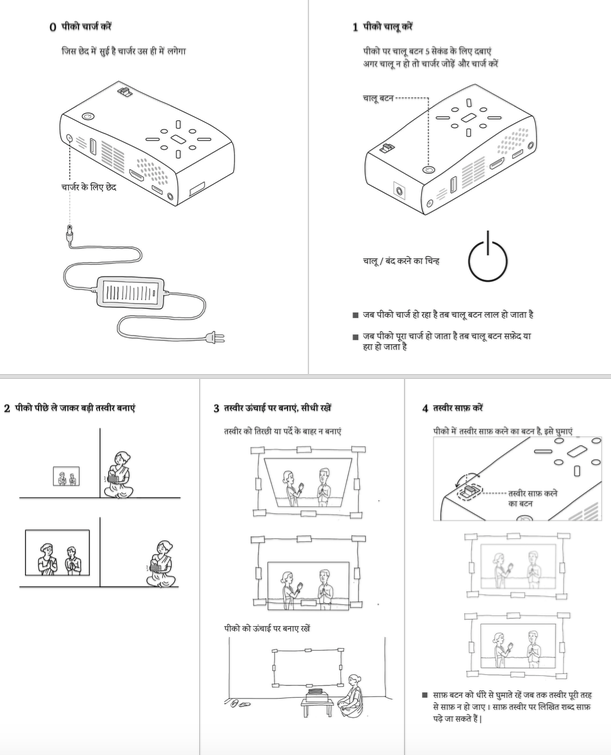 0 पीको चार्ज करें
जिस छेद में सुई है चार्जर उस ही में लगेगा
चार्जर के लिए छेद
1 पीको चालू करें
पीको पर चालू बटन 5 सेकंड के लिए दबाएं
अगर चालू न हो तो चार्जर जोड़ें और चार्ज करें
चालू बटन
चालू / बंद करने का चिन्ह
जब पीको चार्ज हो रहा है तब चालू बटन लाल हो जाता है
जब पीको पूरा चार्ज हो जाता है तब चालू बटन सफ़ेद या
हरा हो जाता है
2 पीको पीछे ले जाकर बड़ी तस्वीर बनाएं
3 तस्वीर ऊंचाई पर बनाएं, सीधी रखें
तस्वीर को तिरछी या पर्दे के बाहर न बनाएं
पीको को ऊंचाई पर बनाए रखें
4 तस्वीर साफ़ करें
पीको में तस्वीर साफ़ करने का बटन है, इसे घुमाएं
तस्वीर साफ़ करने
का बटन
साफ़ बटन को धीरे से घुमाते रहें जब तक तस्वीर पूरी तरह
से साफ़ न हो जाए । साफ़ तस्वीर पर लिखित शब्द साफ़
पढ़े जा सकते हैं |